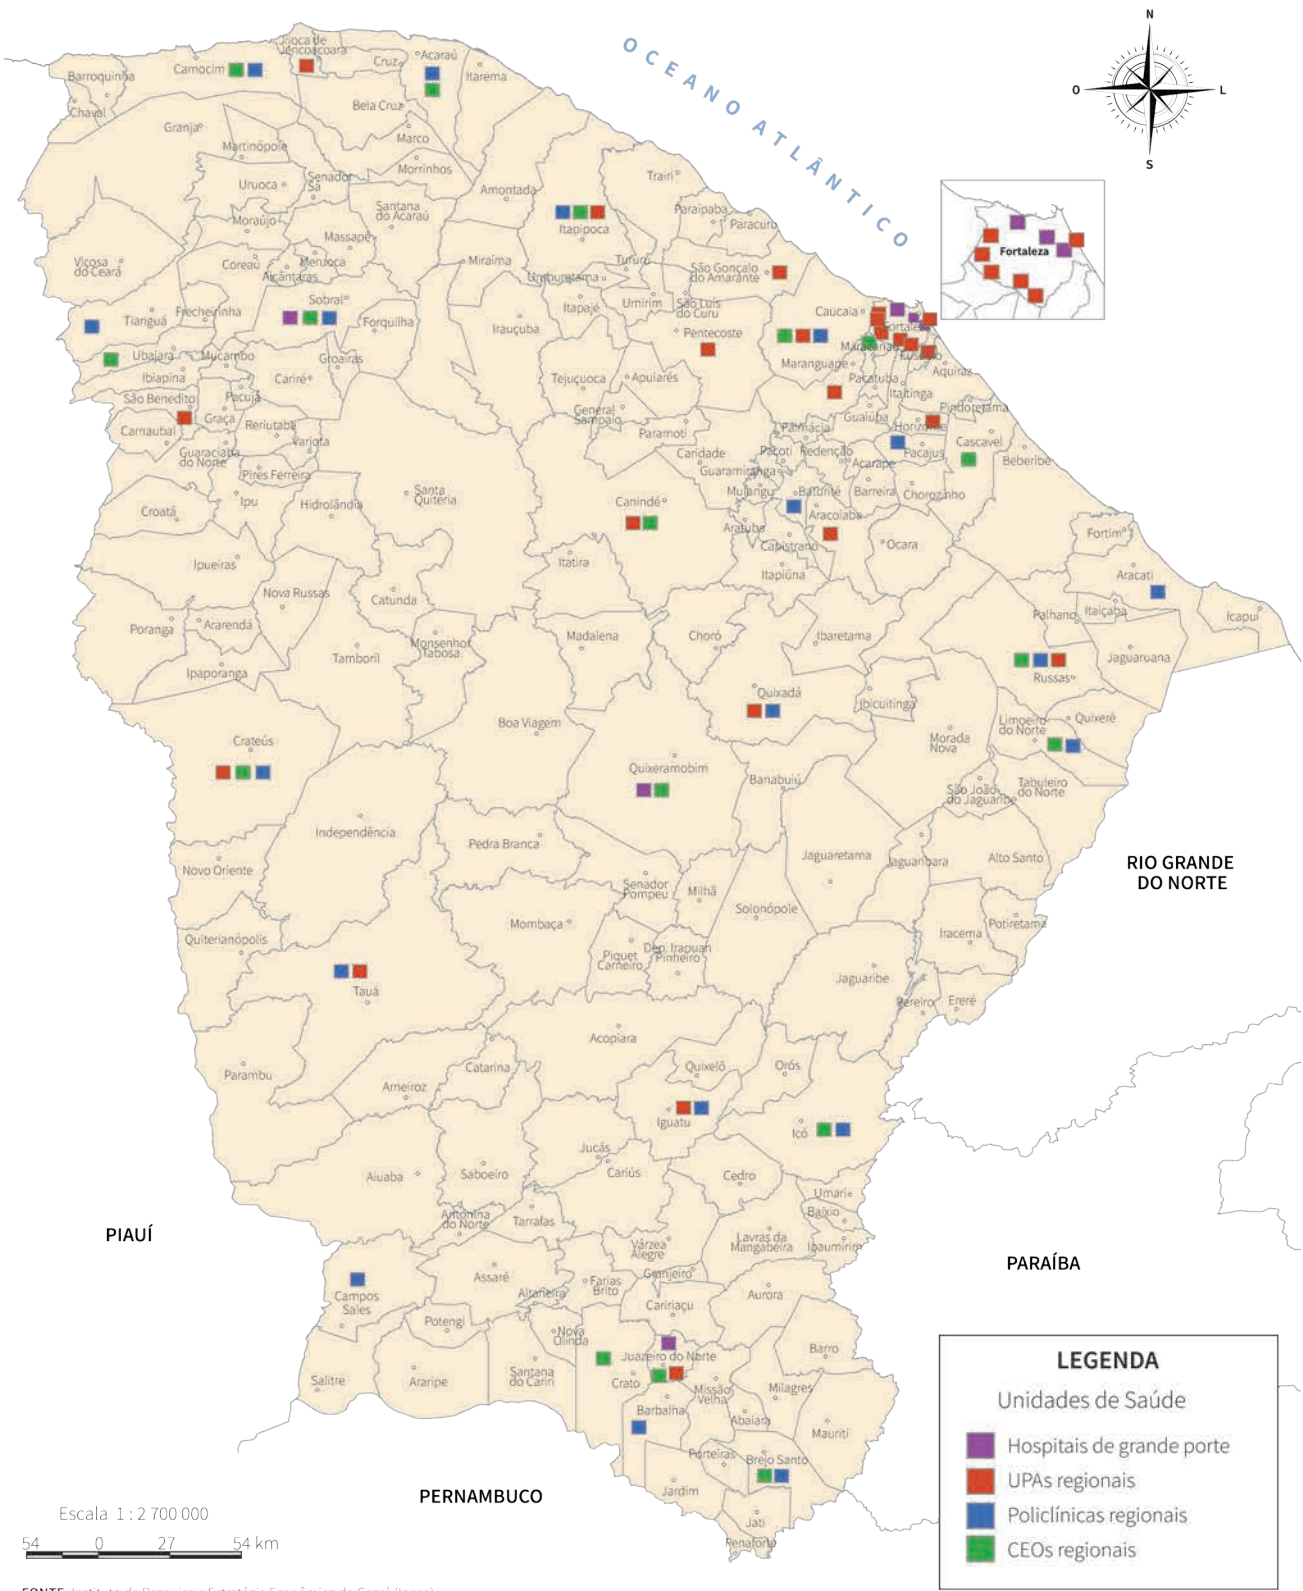 N
O
L
S
OCEANO ATLÂNTICO
Fortaleza
Jijoca de
Jericoacoara
Acaraú
Cruz
Itarema
Camocim
Barroquinha
Chaval
Bela Cruz
Granja
Marco
Martinópole
Morrinhos
Uruoca
Senador
Sá
Amontada
Trairi
Santana
do Acaraú
Paraipaba
Paracuru
Moraújo
Itapipoca
Massapê
Viçosa
do Ceará
Coreaú
Meruoca
Alcântaras
Miraíma
Tururu
Uruburetama
São Gonçalo
do Amarante
Sobral
Frecheirinha
Tianguá
Forquilha
Irauçuba
Itapajé
Umirim
São Luís
do Curu
Caucaia
Fortaleza
Pentecoste
Maracanaú
Eusébio
Ubajara
Mucambo
Groaíras
Maranguape
Aquiraz
Ibiapina
Cariré
Tejuçuoca
Apuiarés
Pacatuba
Itaitinga
São Benedito
Pacujá
Graça
Reriutaba
General
Sampaio
Guaiúba
Pindoretama
Horizonte
Carnaubal
Varjota
Paramoti
Palmácia
Cascavel
Guaraciaba
do Norte
Caridade
Pacoti
Redenção
Pacajus
Beberibe
Pires Ferreira
Guaramiranga
Acarape
Ipu
Hidrolândia
Santa
Quitéria
Canindé
Mulungu
Baturité
Barreira
Chorozinho
Croatá
Aracoiaba
Aratuba
Capistrano
Ocara
Fortim
Ipueiras
Itatira
Itapiúna
Aracati
Nova Russas
Catunda
Palhano
Itaiçaba
Icapuí
Poranga
Ararendá
Monsenhor
Tabosa
Madalena
Choró
Ibaretama
Tamboril
Jaguaruana
Ipaporanga
Russas
Quixadá
Ibicuitinga
Boa Viagem
Limoeiro
do Norte
Quixeré
Crateús
Morada
Nova
Quixeramobim
Banabuiú
São João
do Jaguaribe
Tabuleiro
do Norte
Independência
Pedra Branca
Jaguaretama
Jaguaribara
Alto Santo
Novo Oriente
RIO GRANDE
DO NORTE
Senador
Pompeu
Milhã
Solonópole
Mombaça
Potiretama
Iracema
Quiterianópolis
Piquet
Carneiro
Dep. Irapuan
Pinheiro
Jaguaribe
Tauá
Pereiro
Ererê
Acopiara
Parambu
Catarina
Quixelô
Orós
Arneiroz
Iguatu
Icó
Jucás
Aiuaba
Saboeiro
Cariús
Cedro
Umari
Antonina
do Norte
Tarrafas
Baixio
PIAUÍ
Várzea
Alegre
Lavras da
Mangabeira
Ipaumirim
PARAÍBA
Granjeiro
Assaré
Farias
Brito
Altaneira
Aurora
Campos
Sales
Caririaçu
Potengi
Nova
Olinda
Barro
Juazeiro do Norte
Salitre
Araripe
Santana
do Cariri
Crato
Missão
Velha
Milagres
Barbalha
Abaiara
Mauriti
Porteiras
Brejo Santo
Jardim
Jati
Penaforte
PERNAMBUCO
LEGENDA
Unidades de Saúde
Hospitais de grande porte
UPAs regionais
Policlínicas regionais
CEOs regionais
Escala 1 : 2 700 000
54 0 27 54 km
FONTE: Instituto de Pesquisa e Estratégia Econômica do Ceará (Ipece)